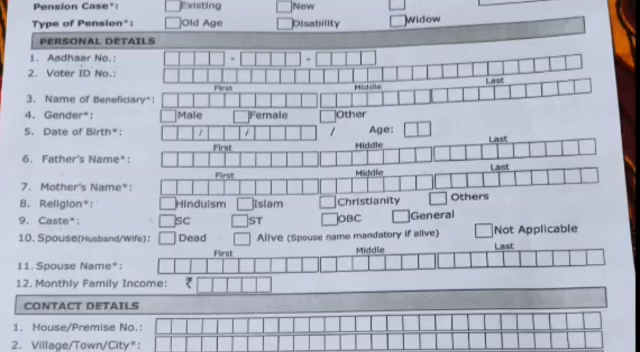 Pension Case*: Existing New
Type of Pension*: Old Age Disability Widow
PERSONAL DETAILS
1. Aadhaar No.: - -
2. Voter ID No.:
First Middle Last
3. Name of Beneficiary*:
4. Gender*: Male Female Other
5. Date of Birth*: / / / Age:
First Middle Last
6. Father's Name*:
First Middle Last
7. Mother's Name*:
8. Religion*: Hinduism Islam Christianity Others
9. Caste*: SC ST OBC General
10. Spouse(Husband/Wife): Dead Alive (Spouse name mandatory if alive) Not Applicable
First Middle Last
11. Spouse Name*:
12. Monthly Family Income: ₹
CONTACT DETAILS
1. House/Premise No.:
2. Village/Town/City*: